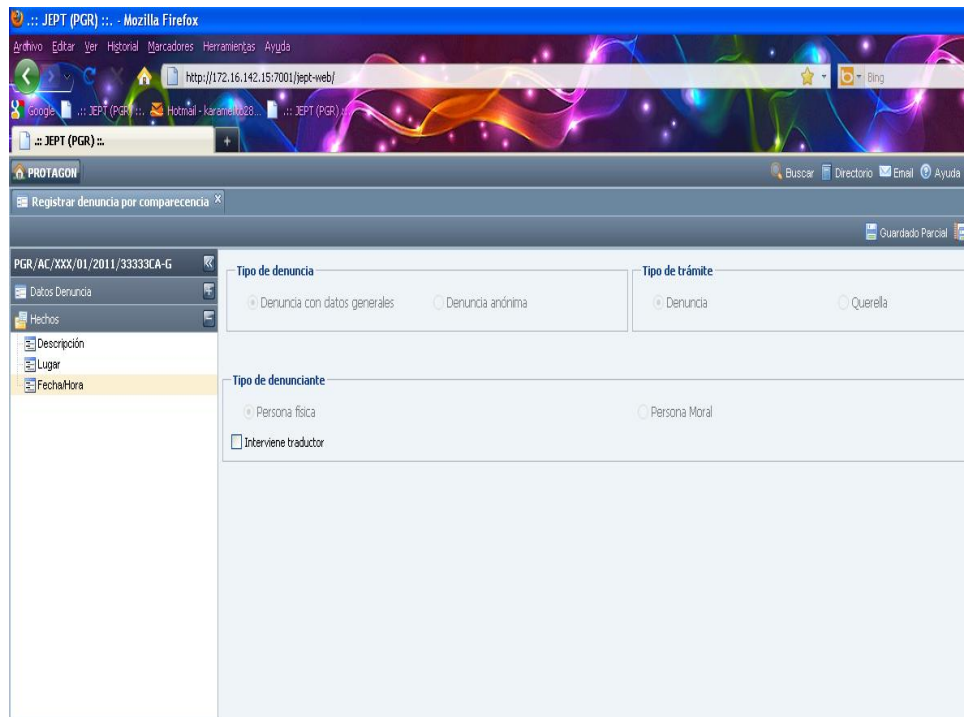 .:: JEPT (PGR) ::. - Mozilla Firefox
Archivo Editar Ver Historial Marcadores Herramientas Ayuda
http://172.16.142.15:7001/jept-web/
Bing
Google .:: JEPT (PGR) ::. Hotmail - karamelito28... .:: JEPT (PGR)
.:: JEPT (PGR) ::.
PROTAGON
Buscar Directorio Email Ayuda
Registrar denuncia por comparecencia
Guardado Parcial
PGR/AC/XXX/01/2011/33333CA-G
Datos Denuncia
Hechos
Descripción
Lugar
Fecha/Hora
Tipo de denuncia
Denuncia con datos generales Denuncia anónima
Tipo de trámite
Denuncia Querella
Tipo de denunciante
Persona física Persona Moral
Interviene traductor